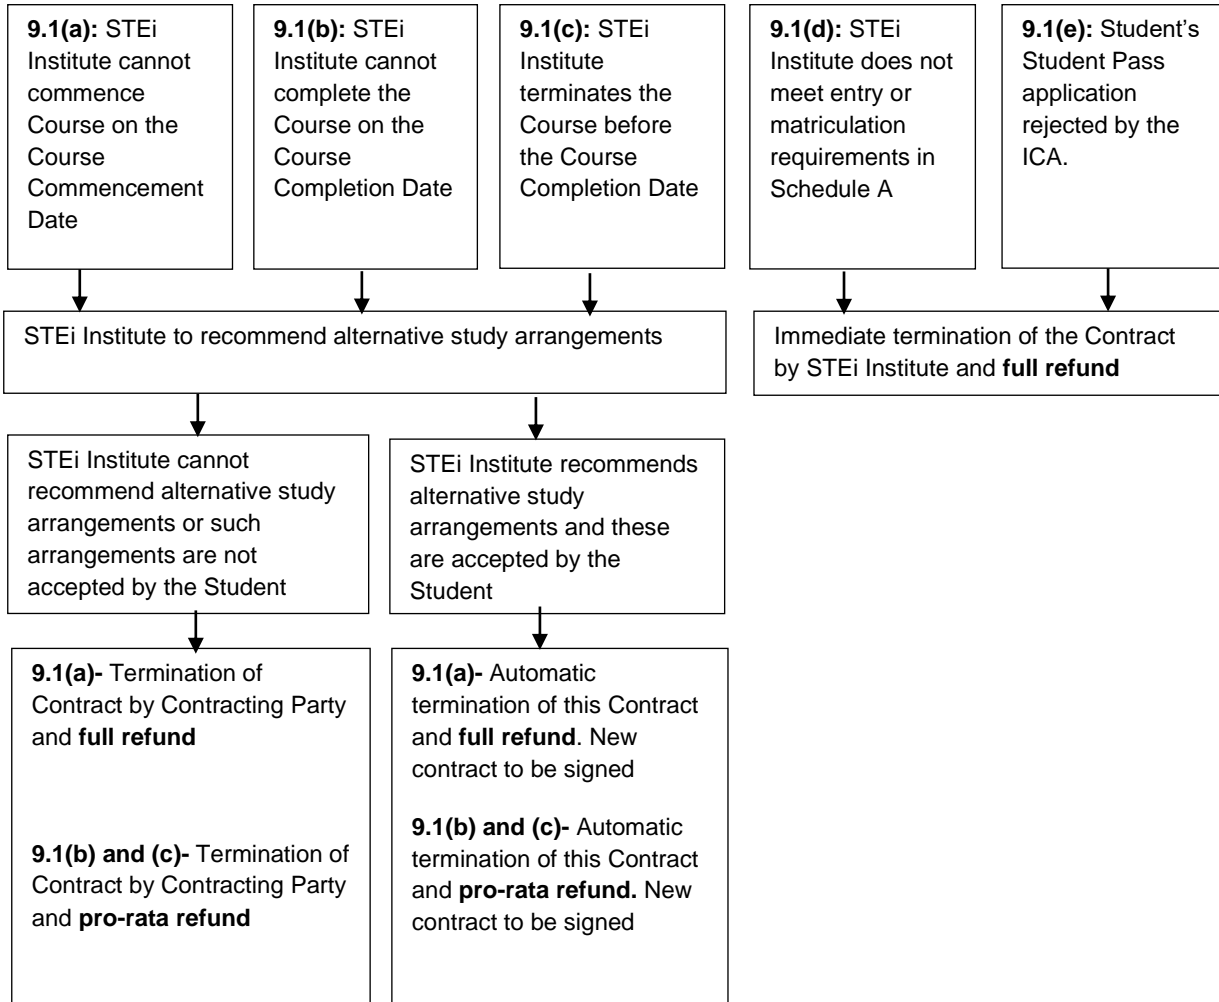 9.1(a): STEi
Institute cannot
commence
Course on the
Course
Commencement
Date
9.1(b): STEi
Institute cannot
complete the
Course on the
Course
Completion Date
9.1(c): STEi
Institute
terminates the
Course before
the Course
Completion Date
9.1(d): STEi
Institute does not
meet entry or
matriculation
requirements in
Schedule A
9.1(e): Student’s
Student Pass
application
rejected by the
ICA.
STEi Institute to recommend alternative study arrangements
Immediate termination of the Contract
by STEi Institute and full refund
STEi Institute cannot
recommend alternative study
arrangements or such
arrangements are not
accepted by the Student
STEi Institute recommends
alternative study
arrangements and these
are accepted by the
Student
9.1(a)- Termination of
Contract by Contracting Party
and full refund
9.1(b) and (c)- Termination of
Contract by Contracting Party
and pro-rata refund
9.1(a)- Automatic
termination of this Contract
and full refund. New
contract to be signed
9.1(b) and (c)- Automatic
termination of this Contract
and pro-rata refund. New
contract to be signed